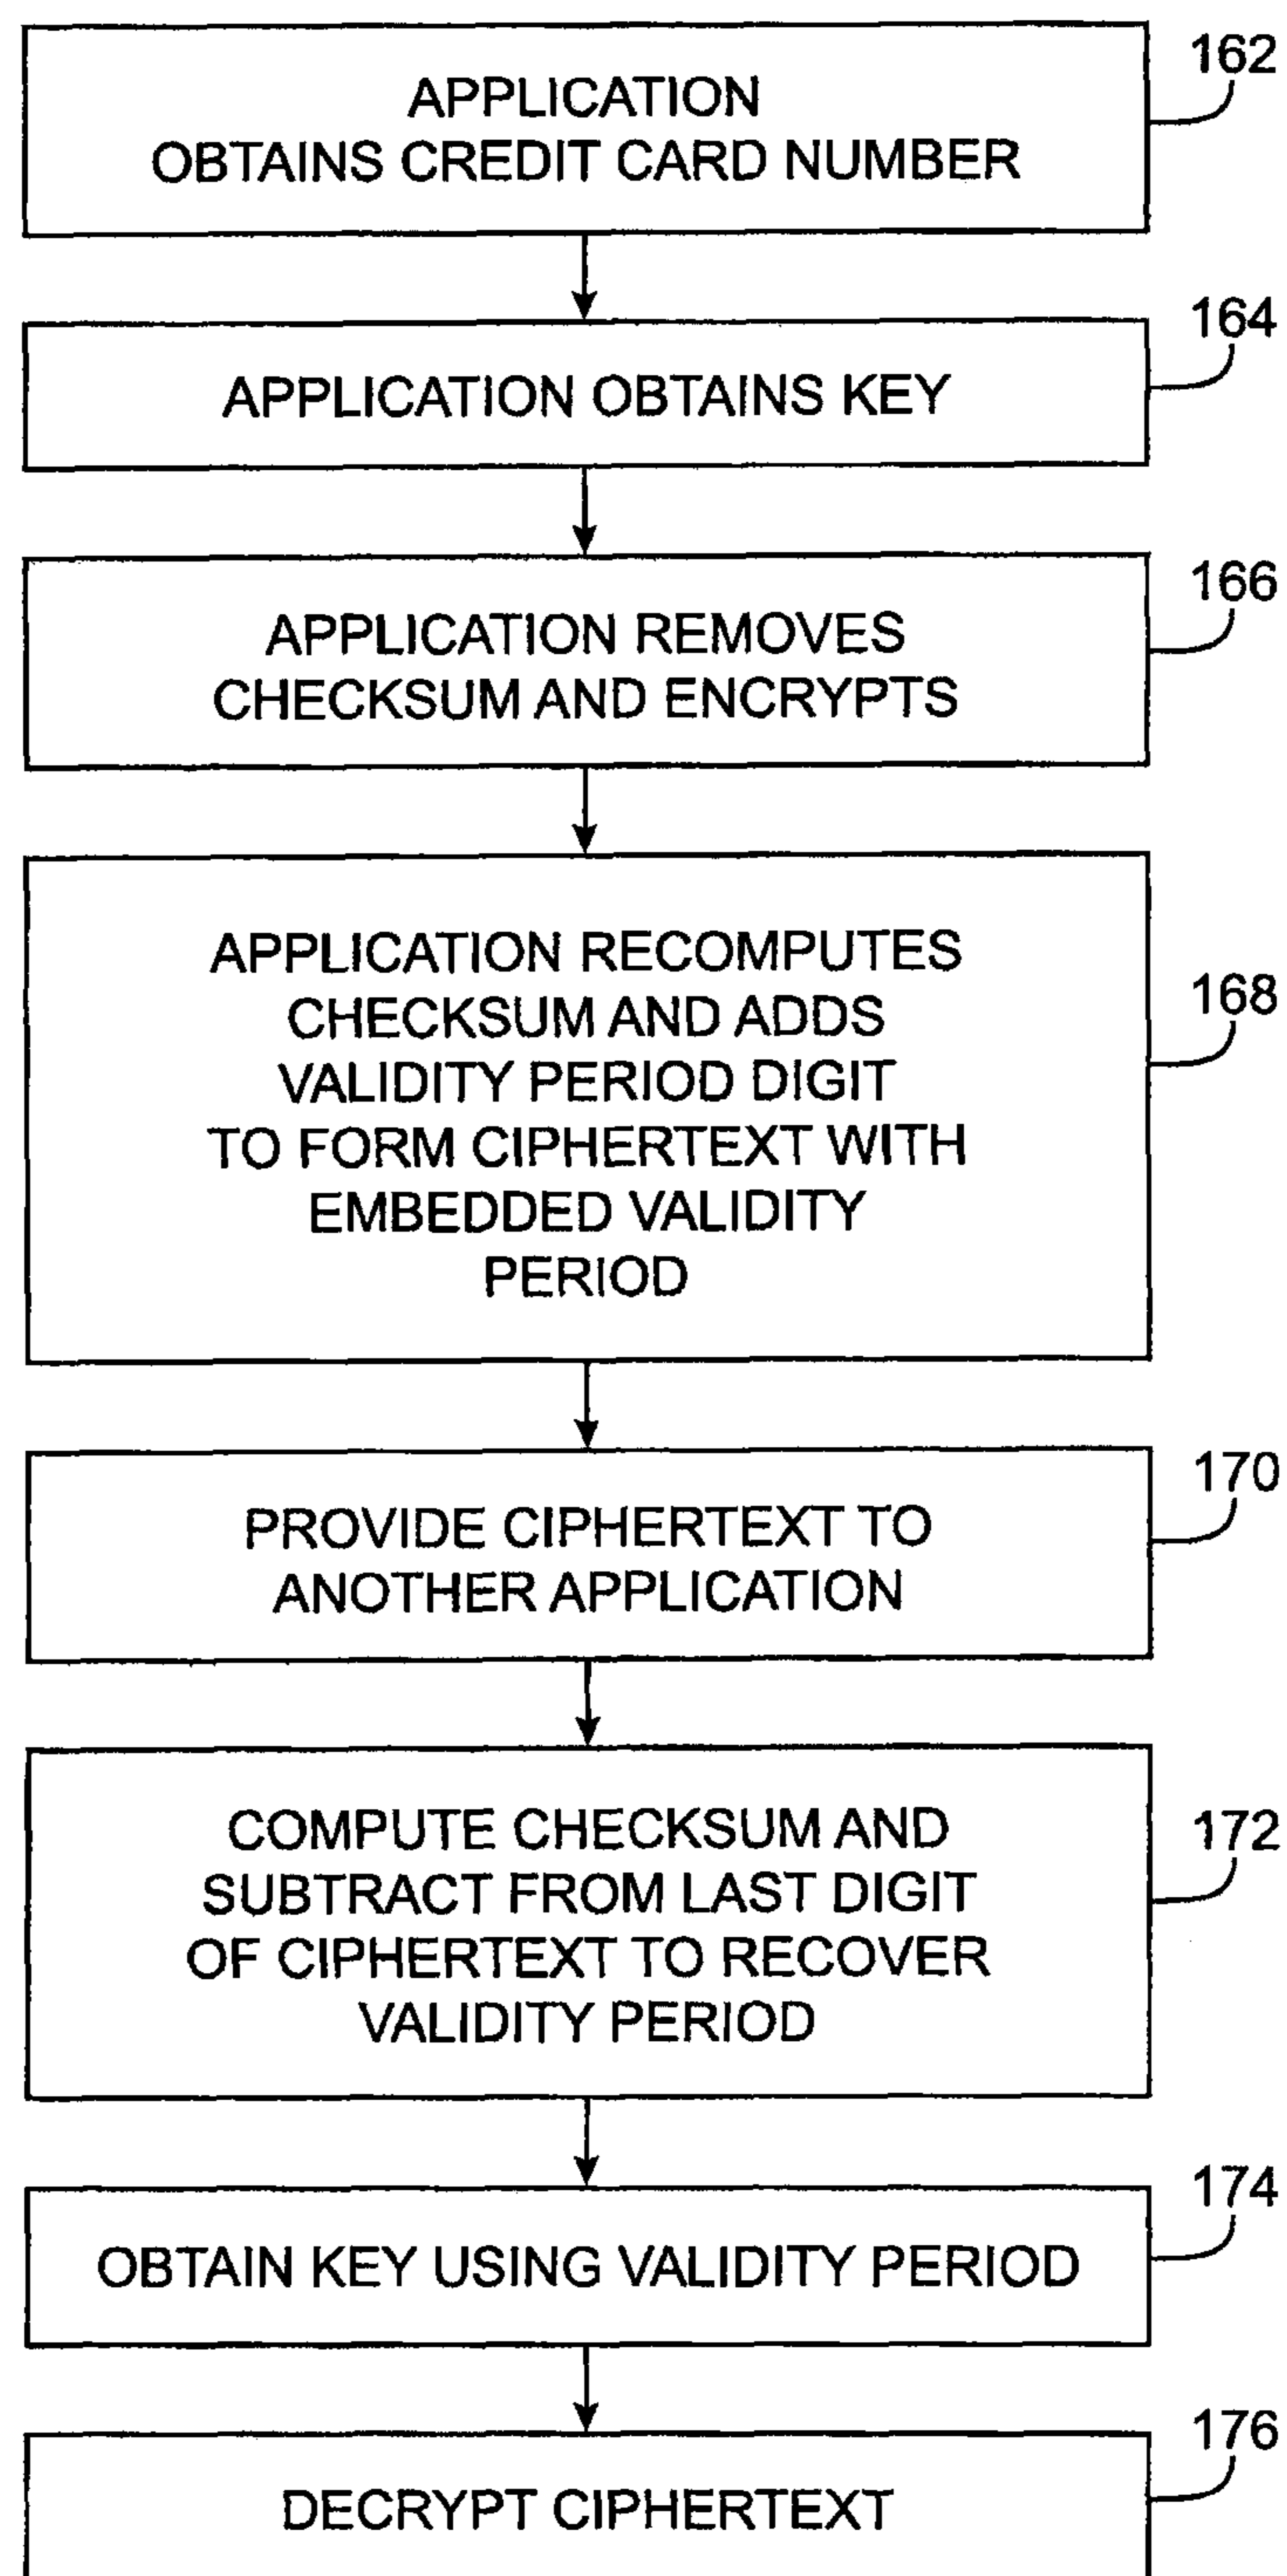 162
APPLICATION
OBTAINS CREDIT CARD NUMBER
164
APPLICATION OBTAINS KEY
166
APPLICATION REMOVES
CHECKSUM AND ENCRYPTS
168
APPLICATION RECOMPUTES
CHECKSUM AND ADDS
VALIDITY PERIOD DIGIT
TO FORM CIPHERTEXT WITH
EMBEDDED VALIDITY
PERIOD
170
PROVIDE CIPHERTEXT TO
ANOTHER APPLICATION
172
COMPUTE CHECKSUM AND
SUBTRACT FROM LAST DIGIT
OF CIPHERTEXT TO RECOVER
VALIDITY PERIOD
174
OBTAIN KEY USING VALIDITY PERIOD
176
DECRYPT CIPHERTEXT